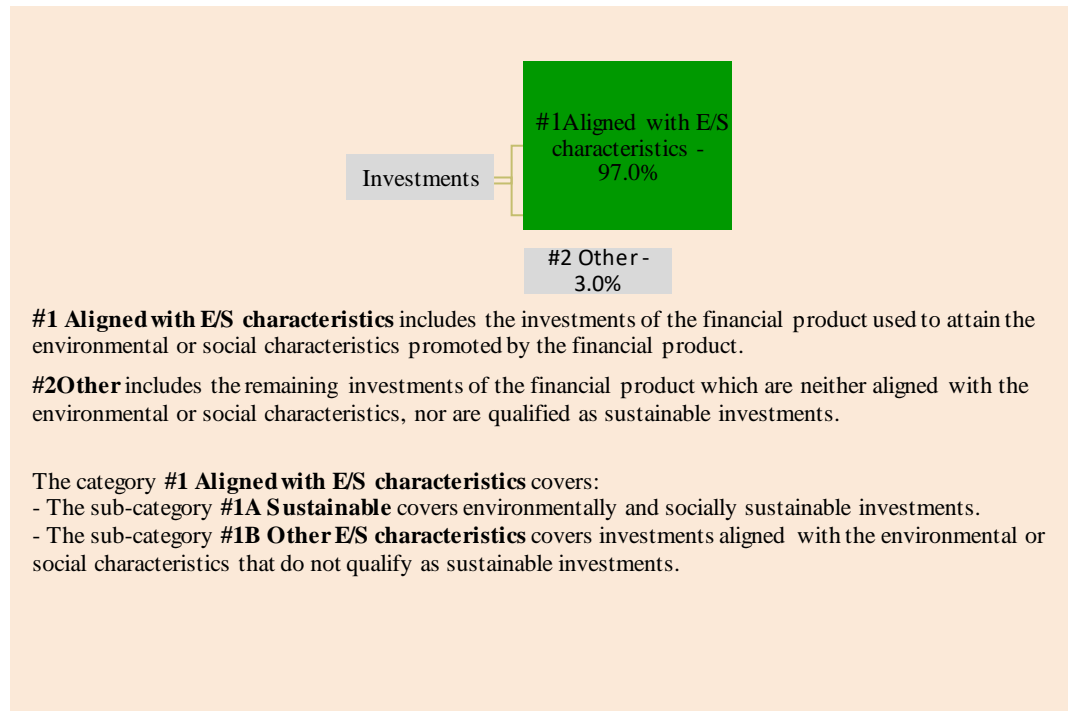 #1Aligned with E/S
characteristics -
97.0%
Investments
#2 Other -
3.0%
#1 Aligned with E/S characteristics includes the investments of the financial product used to attain the
environmental or social characteristics promoted by the financial product.
#2Other includes the remaining investments of the financial product which are neither aligned with the
environmental or social characteristics, nor are qualified as sustainable investments.
The category #1 Aligned with E/S characteristics covers:
- The sub-category #1A Sustainable covers environmentally and socially sustainable investments.
- The sub-category #1B Other E/S characteristics covers investments aligned with the environmental or
social characteristics that do not qualify as sustainable investments.